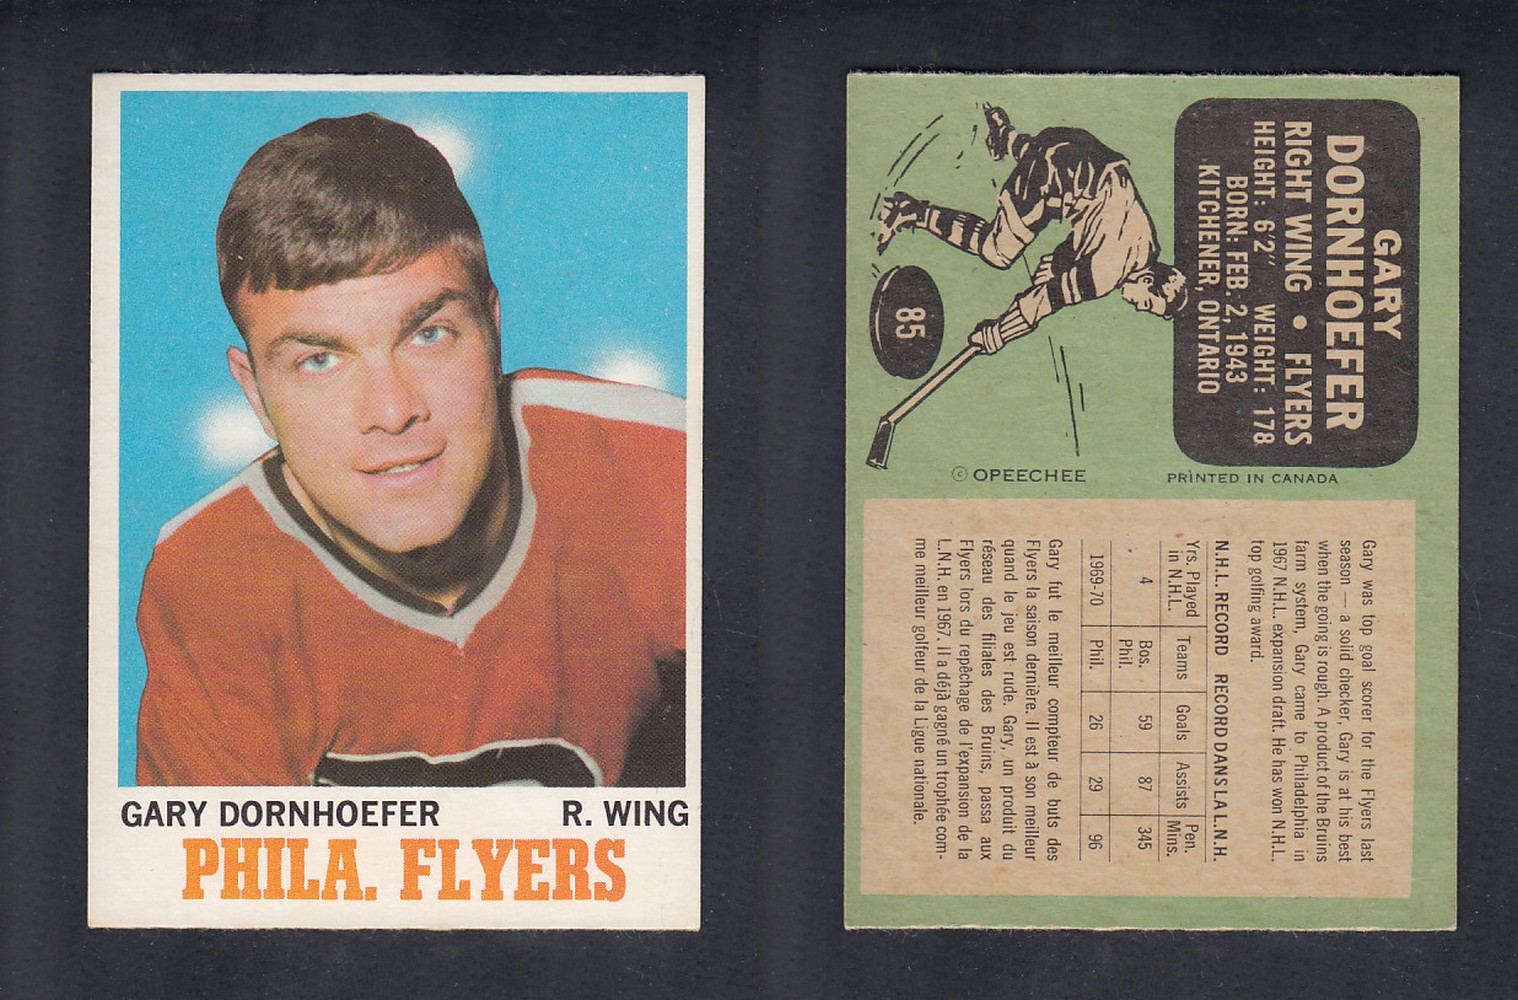 GARY DORNHOEFER R. WING
PHILA. FLYERS
GARY
DORNHOEFER
RIGHT WING • FLYERS
HEIGHT: 6'2" WEIGHT: 178
BORN: FEB. 2, 1943
KITCHENER, ONTARIO
85
© OPEECHEE PRINTED IN CANADA
Gary was top goal scorer for the Flyers last
season — a solid checker, Gary is at his best
when the going is rough. A product of the Bruins
farm system, Gary came to Philadelphia in
1967 N.H.L. expansion draft. He has won N.H.L.
top golfing award.
N.H.L. RECORD RECORD DANS LA L.N.H.
Yrs. Played in N.H.L. Teams Goals Assists Pen. Mins.
4 Bos. Phil. 59 87 345
1969-70 Phil. 26 29 96
Gary fut le meilleur compteur de buts des
Flyers la saison dernière. Il est à son meilleur
quand le jeu est rude. Gary, un produit du
réseau des filiales des Bruins, passa aux
Flyers lors du repêchage de l'expansion de la
L.N.H. en 1967. Il a déjà gagné un trophée com-
me meilleur golfeur de la Ligue nationale.